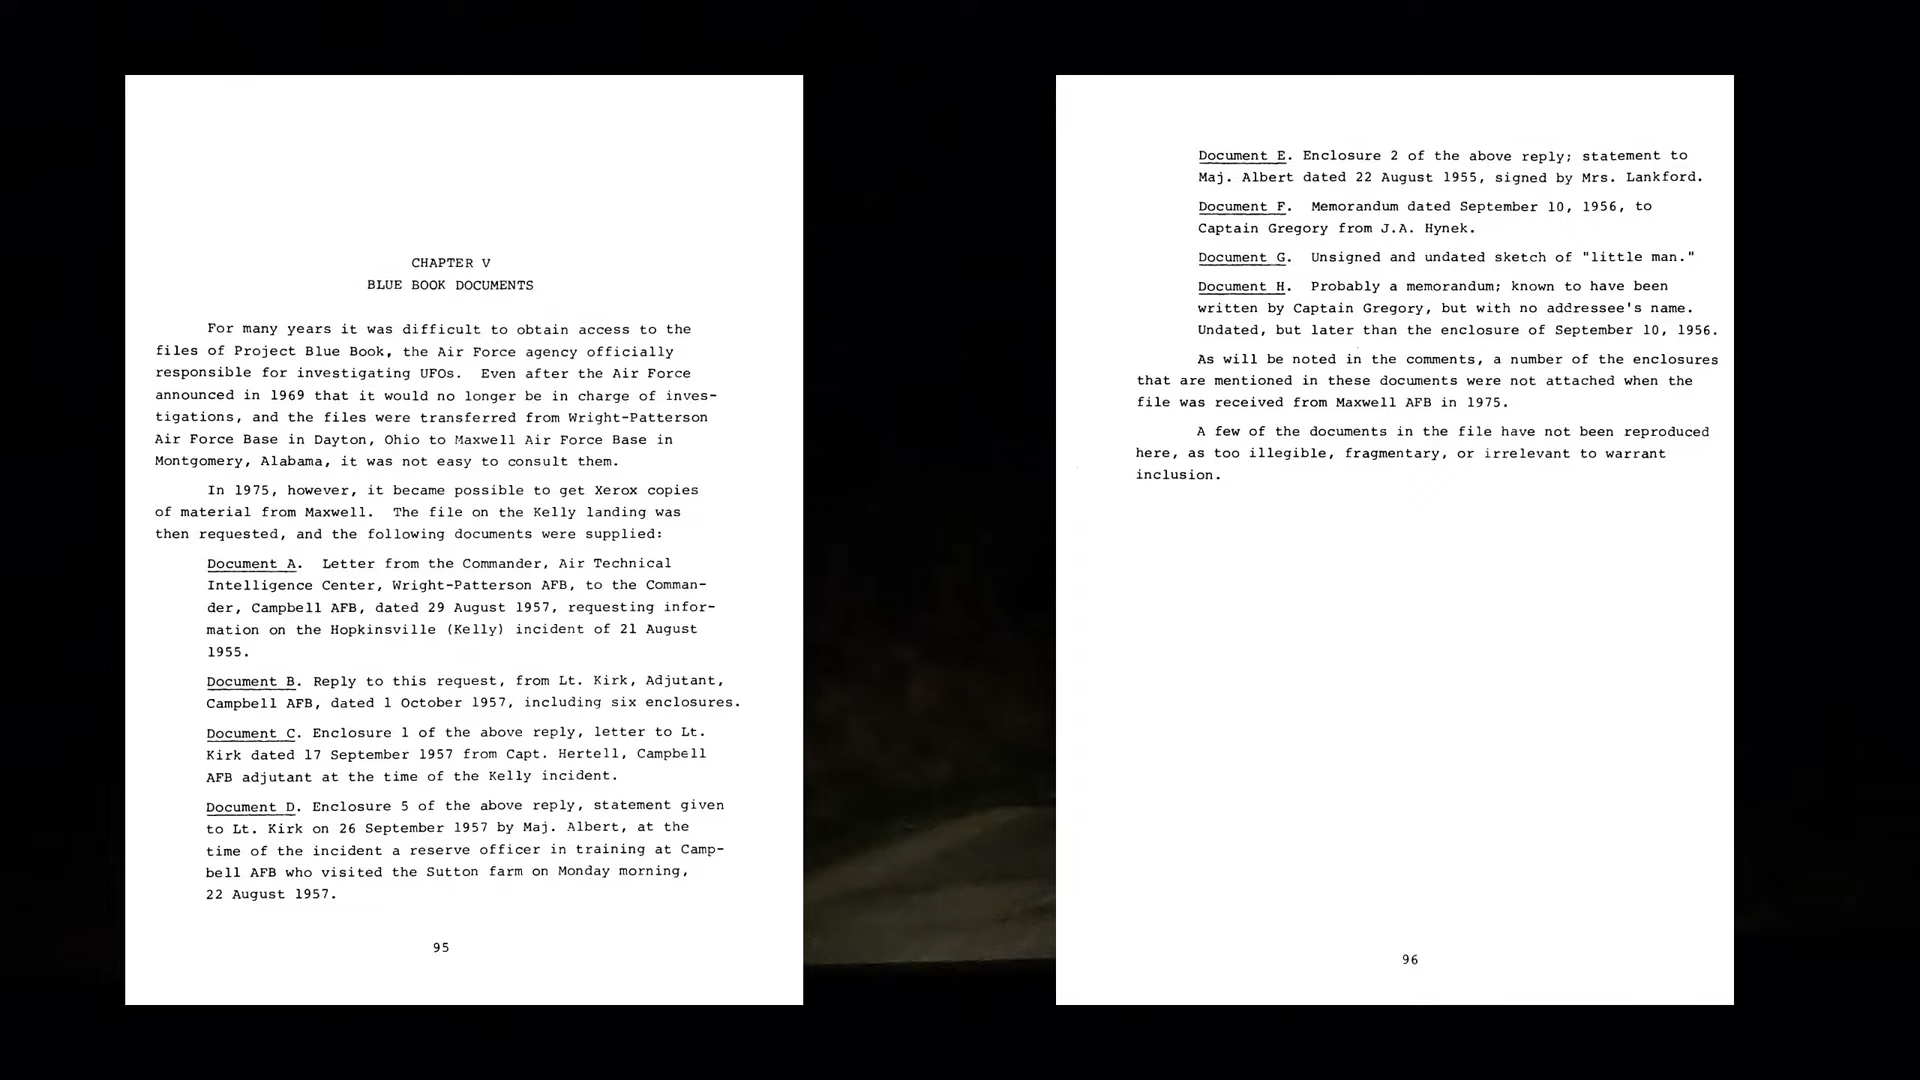 CHAPTER V
BLUE BOOK DOCUMENTS
For many years it was difficult to obtain access to the
files of Project Blue Book, the Air Force agency officially
responsible for investigating UFOs. Even after the Air Force
announced in 1969 that it would no longer be in charge of inves-
tigations, and the files were transferred from Wright-Patterson
Air Force Base in Dayton, Ohio to Maxwell Air Force Base in
Montgomery, Alabama, it was not easy to consult them.
In 1975, however, it became possible to get Xerox copies
of material from Maxwell. The file on the Kelly landing was
then requested, and the following documents were supplied:
Document A. Letter from the Commander, Air Technical
Intelligence Center, Wright-Patterson AFB, to the Comman-
der, Campbell AFB, dated 29 August 1957, requesting infor-
mation on the Hopkinsville (Kelly) incident of 21 August
1955.
Document B. Reply to this request, from Lt. Kirk, Adjutant,
Campbell AFB, dated 1 October 1957, including six enclosures.
Document C. Enclosure 1 of the above reply, letter to Lt.
Kirk dated 17 September 1957 from Capt. Hertell, Campbell
AFB adjutant at the time of the Kelly incident.
Document D. Enclosure 5 of the above reply, statement given
to Lt. Kirk on 26 September 1957 by Maj. Albert, at the
time of the incident a reserve officer in training at Camp-
bell AFB who visited the Sutton farm on Monday morning,
22 August 1957.
95
Document E. Enclosure 2 of the above reply; statement to
Maj. Albert dated 22 August 1955, signed by Mrs. Lankford.
Document F. Memorandum dated September 10, 1956, to
Captain Gregory from J.A. Hynek.
Document G. Unsigned and undated sketch of "little man."
Document H. Probably a memorandum; known to have been
written by Captain Gregory, but with no addressee's name.
Undated, but later than the enclosure of September 10, 1956.
As will be noted in the comments, a number of the enclosures
that are mentioned in these documents were not attached when the
file was received from Maxwell AFB in 1975.
A few of the documents in the file have not been reproduced
here, as too illegible, fragmentary, or irrelevant to warrant
inclusion.
96